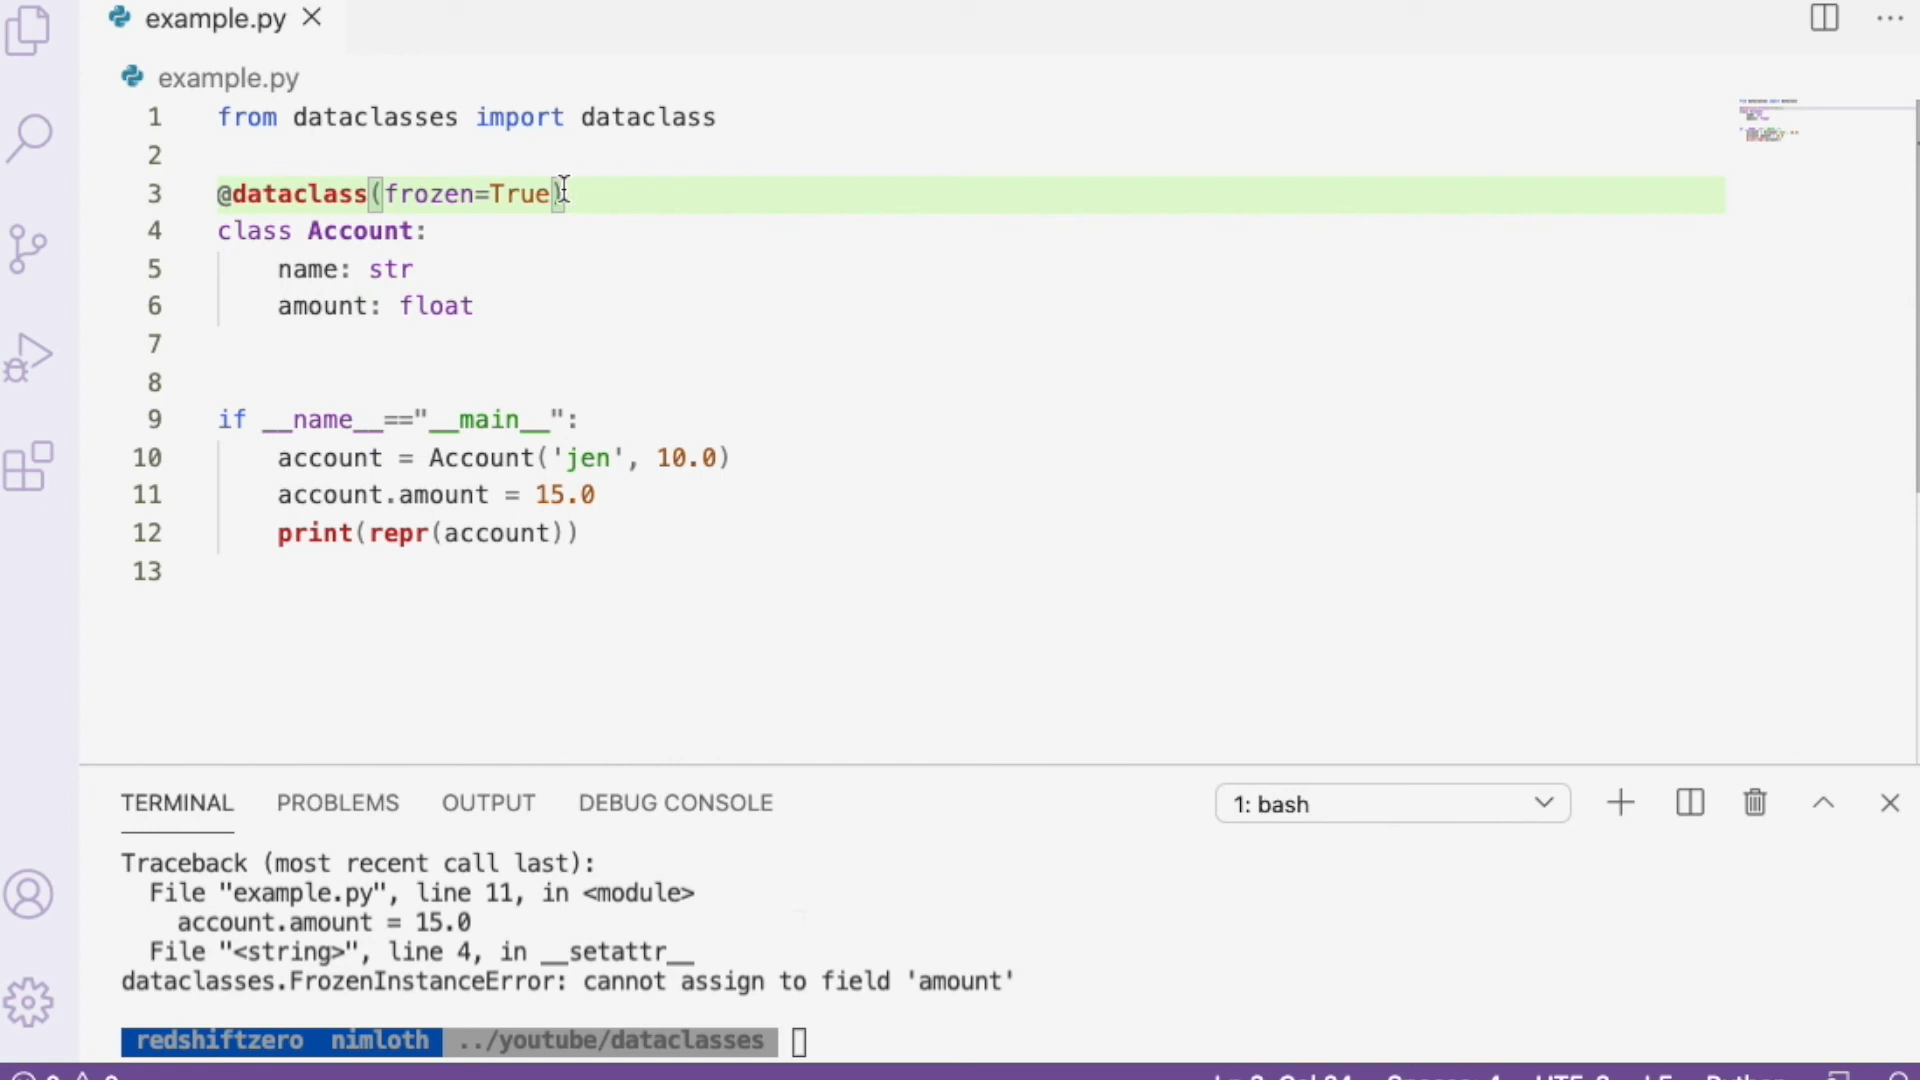 example.py
example.py
1 from dataclasses import dataclass
2
3 @dataclass(frozen=True)
4 class Account:
5 name: str
6 amount: float
7
8
9 if __name__=="__main__":
10 account = Account('jen', 10.0)
11 account.amount = 15.0
12 print(repr(account))
13
TERMINAL PROBLEMS OUTPUT DEBUG CONSOLE 1: bash
Traceback (most recent call last):
File "example.py", line 11, in <module>
account.amount = 15.0
File "<string>", line 4, in __setattr__
dataclasses.FrozenInstanceError: cannot assign to field 'amount'
redshiftzero nimloth ../youtube/dataclasses